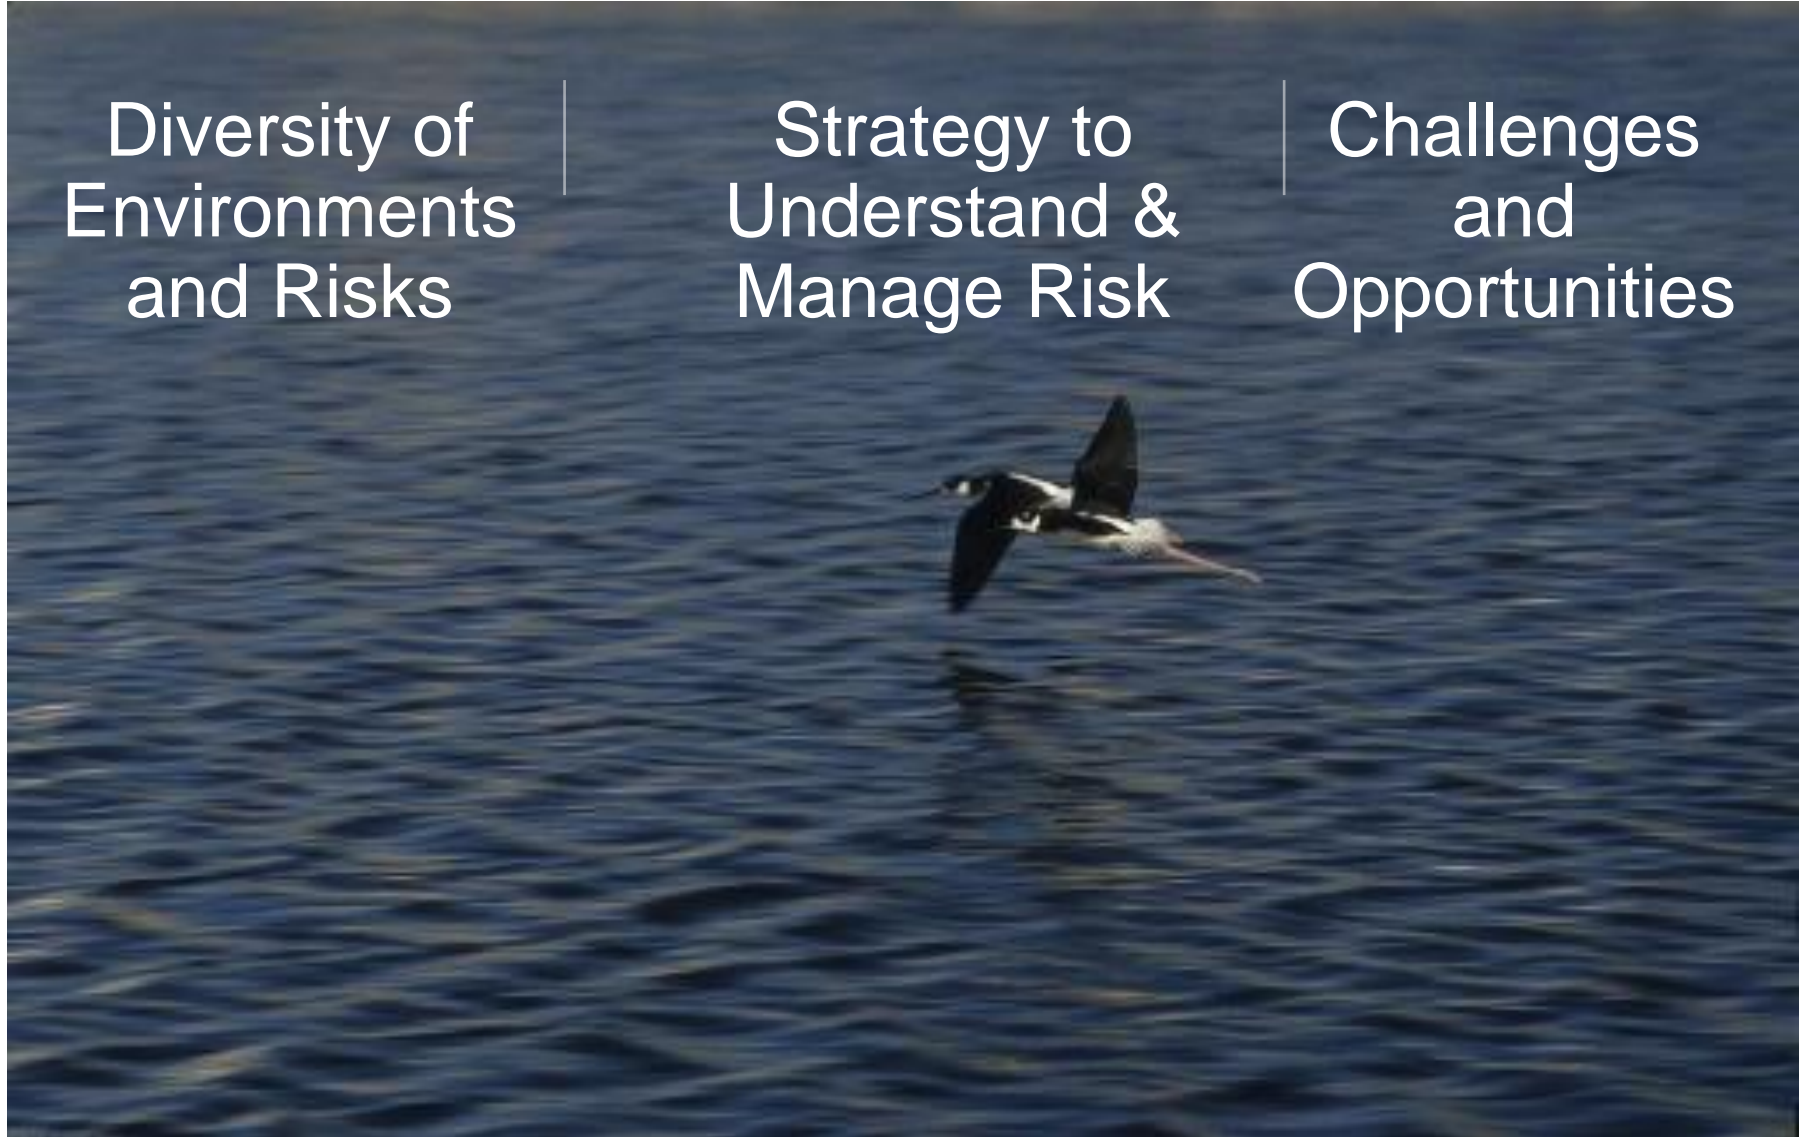 Diversity of
Environments
and Risks
Strategy to
Understand &
Manage Risk
Challenges
and
Opportunities